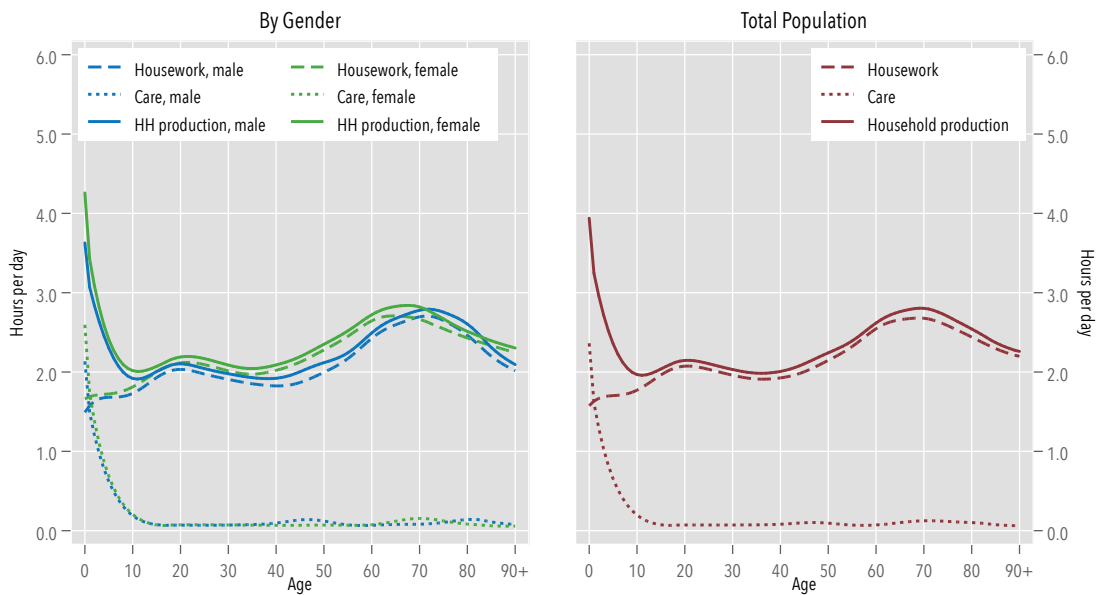 By Gender
Total Population
6.0
5.0
4.0
3.0
2.0
1.0
0.0
Hours per day
Housework, male
Care, male
HH production, male
Housework, female
Care, female
HH production, female
0 10 20 30 40 50 60 70 80 90+
Age
Housework
Care
Household production
6.0
5.0
4.0
3.0
2.0
1.0
0.0
Hours per day
0 10 20 30 40 50 60 70 80 90+
Age